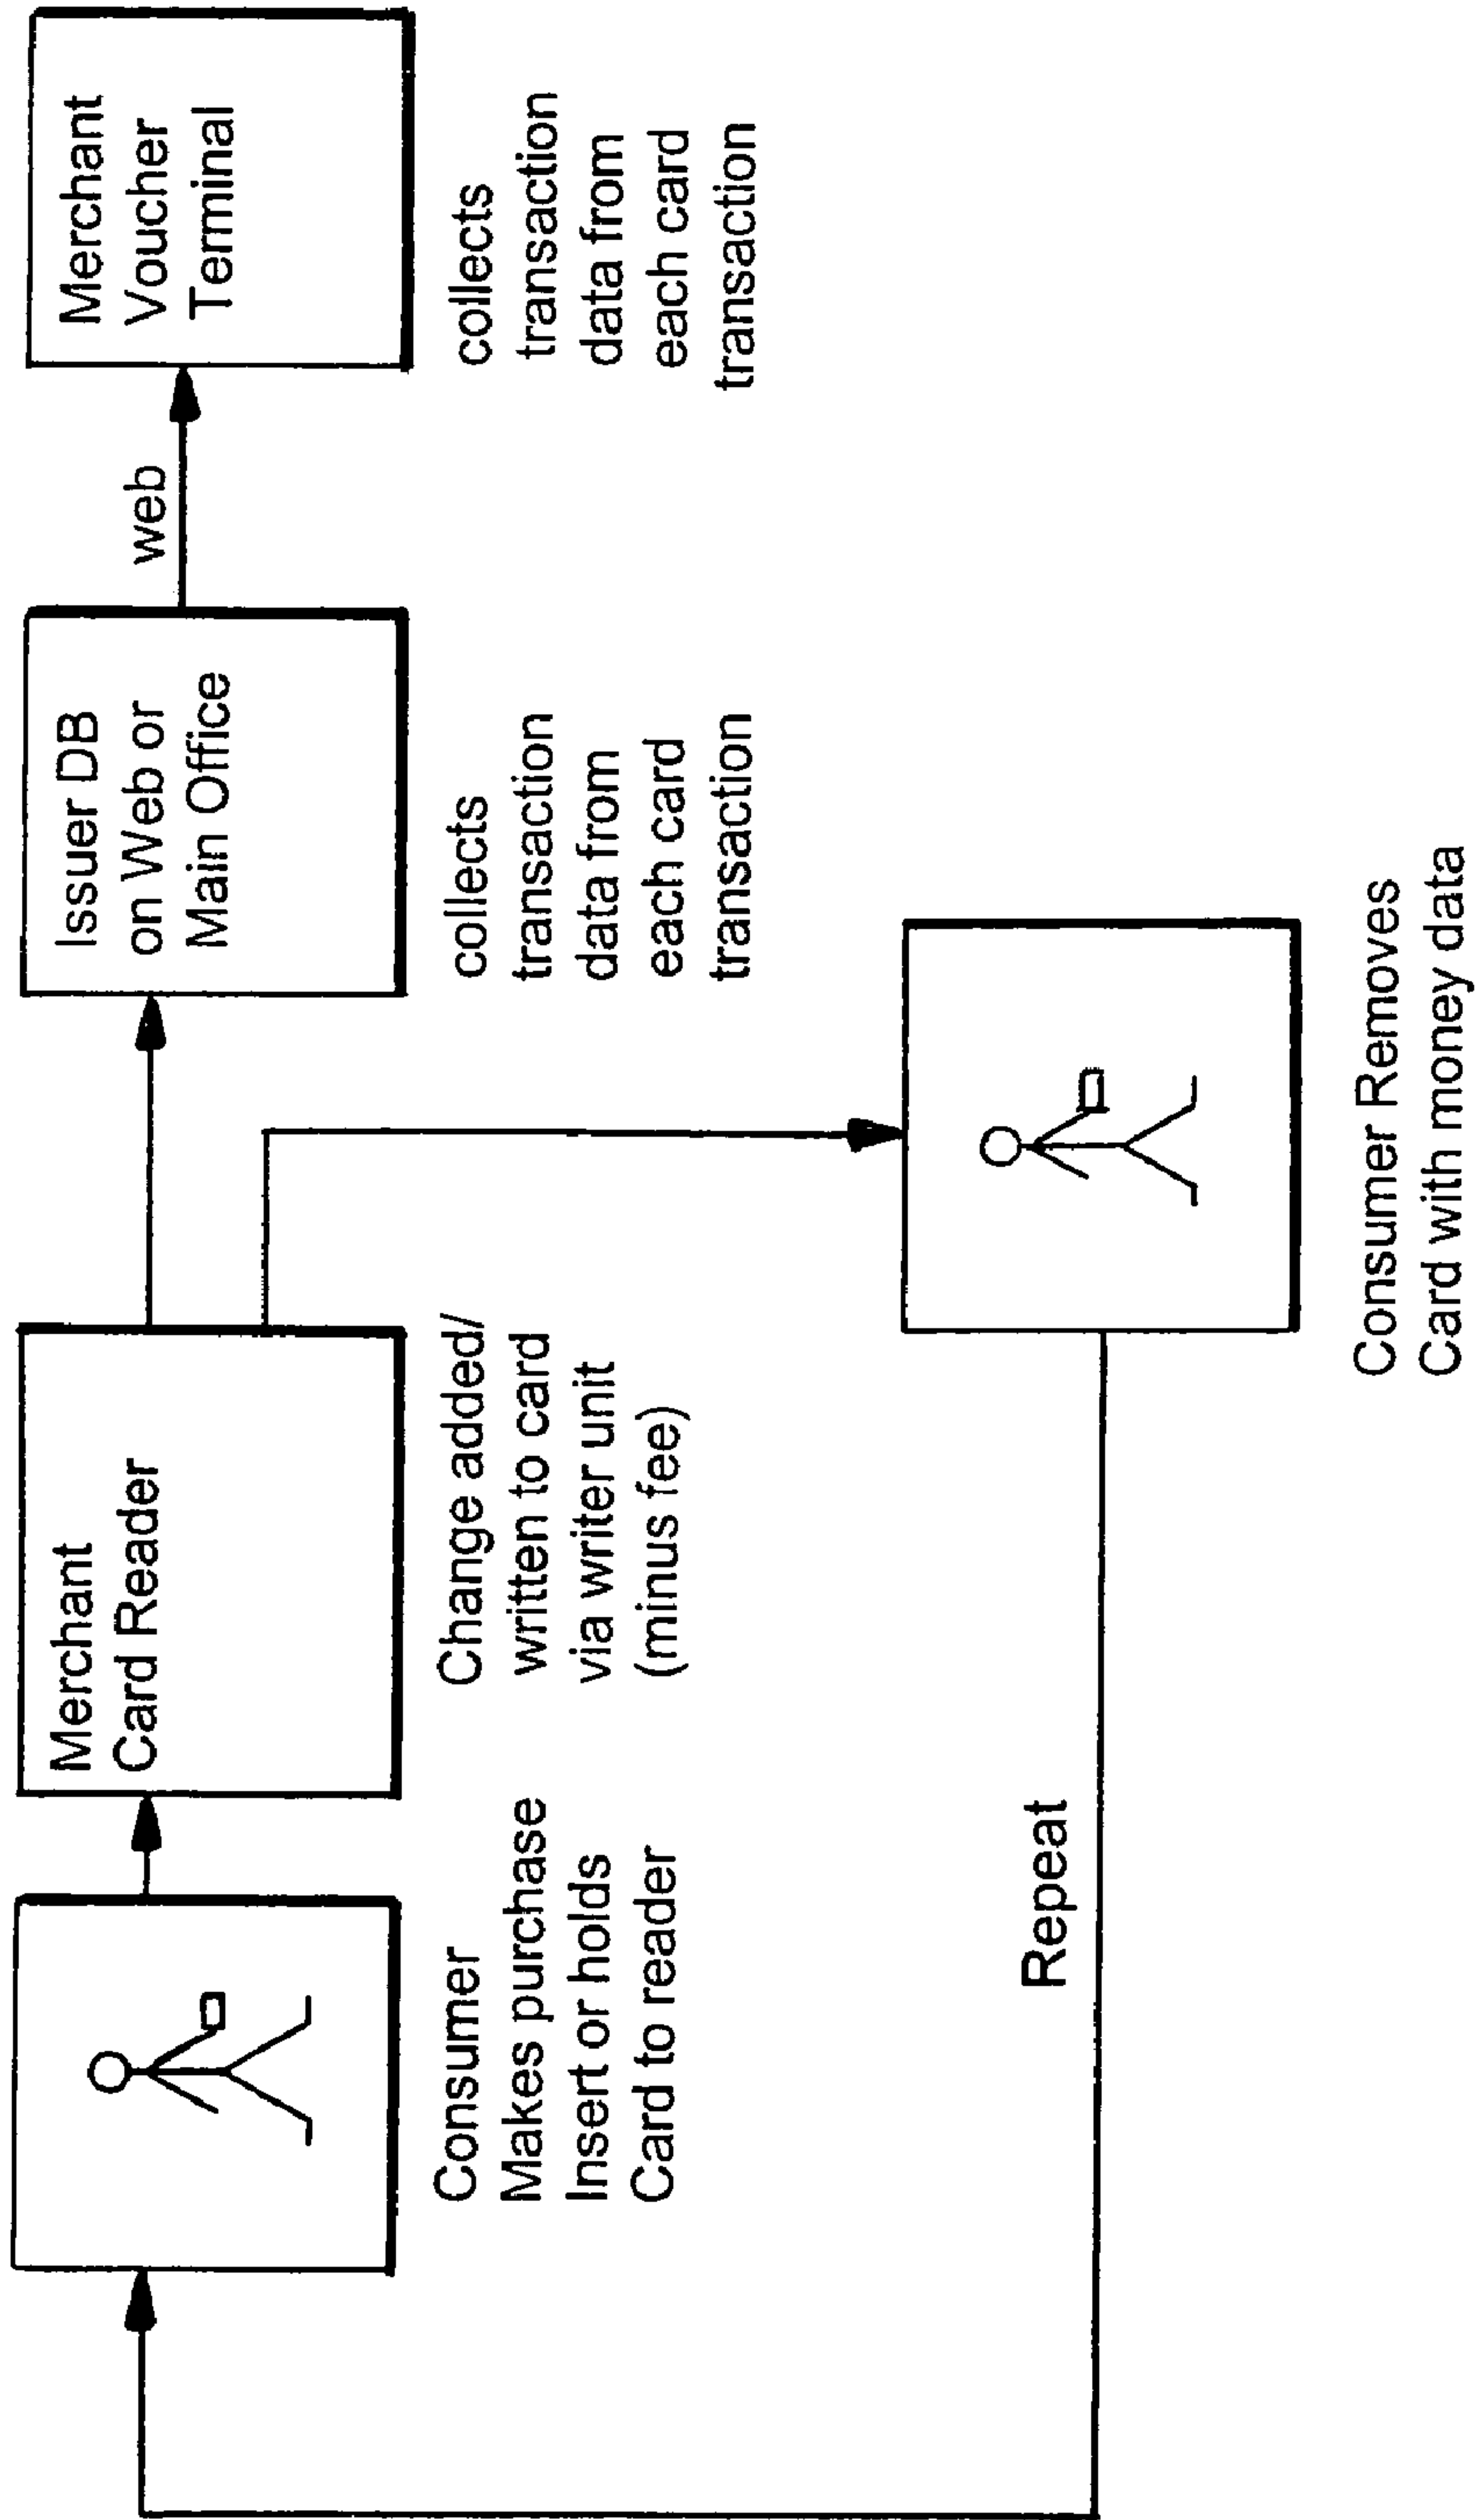 Consumer
Makes purchase
Insert or holds
Card to reader
Merchant
Card Reader
Change added/
written to card
via writer unit
(minus fee)
Issuer DB
on Web or
Main Office
collects
transaction
data from
each card
transaction
web
Merchant
Voucher
Terminal
collects
transaction
data from
each card
transaction
Repeat
Consumer Removes
Card with money data